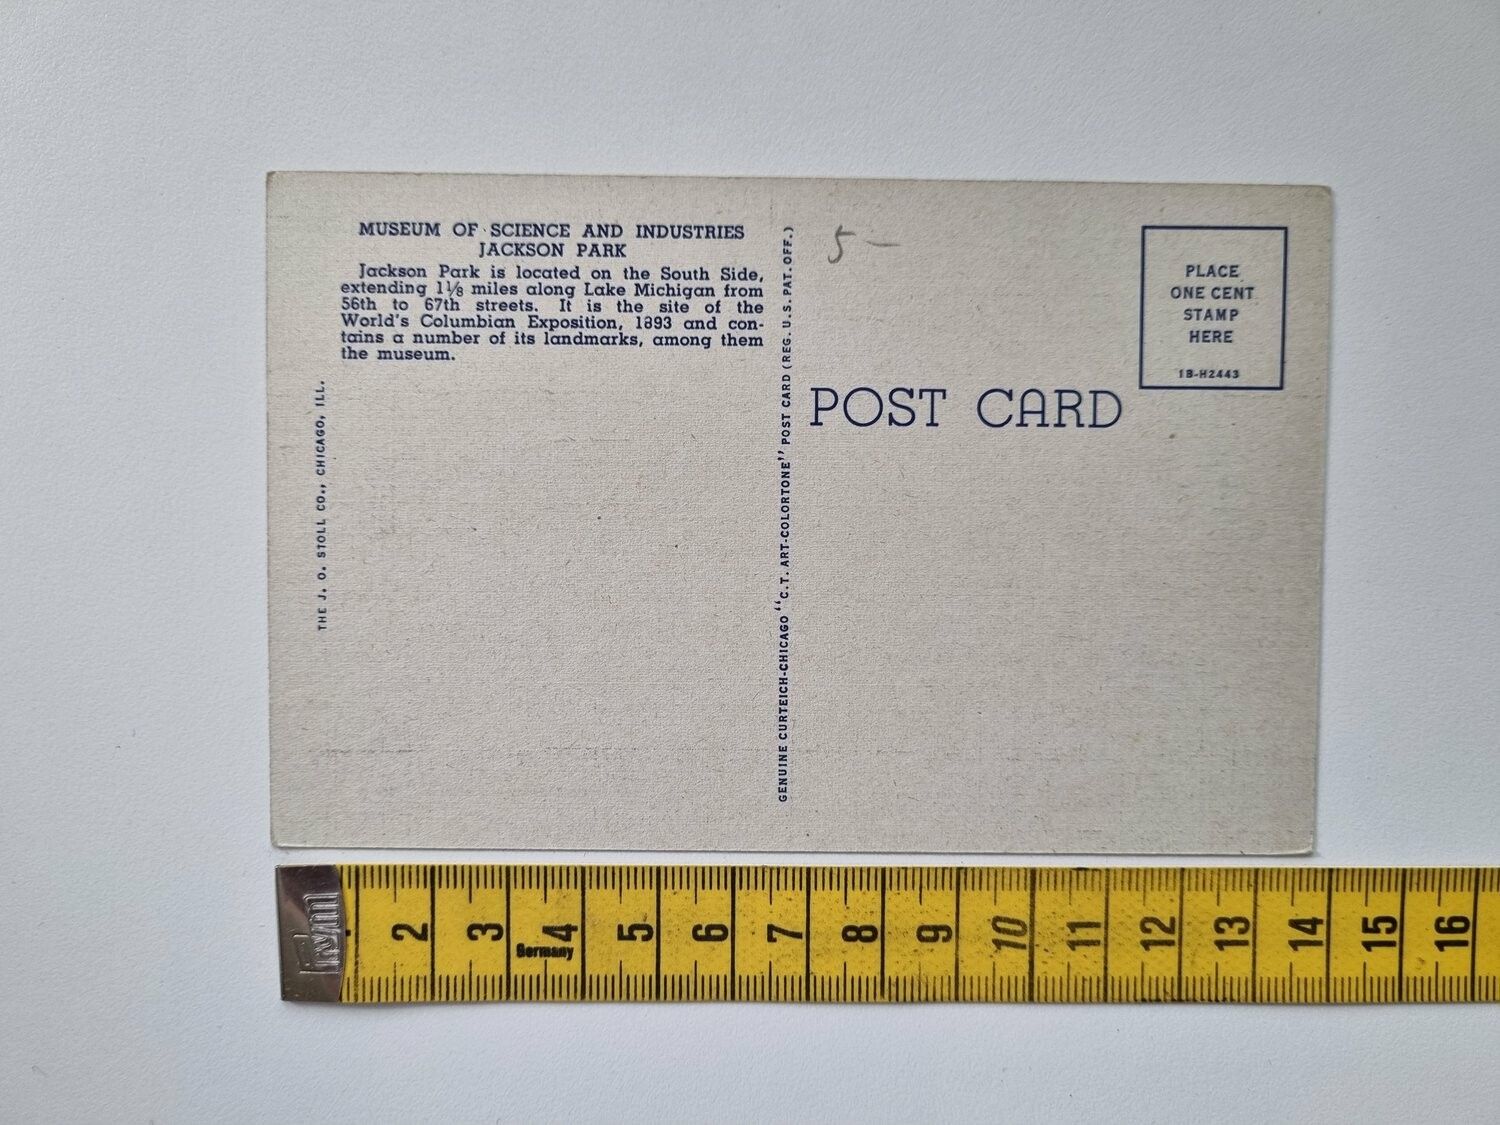 MUSEUM OF SCIENCE AND INDUSTRIES
JACKSON PARK
Jackson Park is located on the South Side,
extending 1⅛ miles along Lake Michigan from
56th to 67th streets. It is the site of the
World's Columbian Exposition, 1893 and con-
tains a number of its landmarks, among them
the museum.
THE J. O. STOLL CO., CHICAGO, ILL.
GENUINE CURTEICH-CHICAGO "C.T. ART-COLORTONE" POST CARD (REG. U.S. PAT. OFF.)
5 —
POST CARD
PLACE
ONE CENT
STAMP
HERE
1B-H2443
Prym
2 3 4 5 6 7 8 9 10 11 12 13 14 15 16
Germany